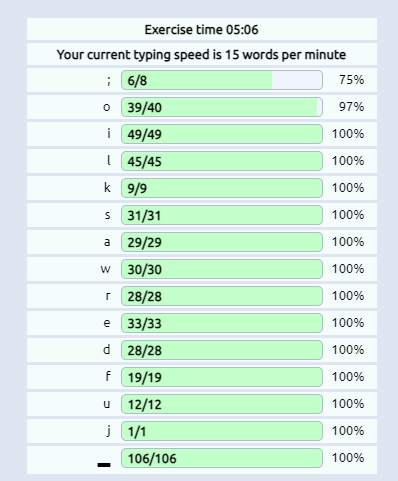 Exercise time 05:06
Your current typing speed is 15 words per minute
; 6/8 75%
o 39/40 97%
i 49/49 100%
l 45/45 100%
k 9/9 100%
s 31/31 100%
a 29/29 100%
w 30/30 100%
r 28/28 100%
e 33/33 100%
d 28/28 100%
f 19/19 100%
u 12/12 100%
j 1/1 100%
▂ 106/106 100%